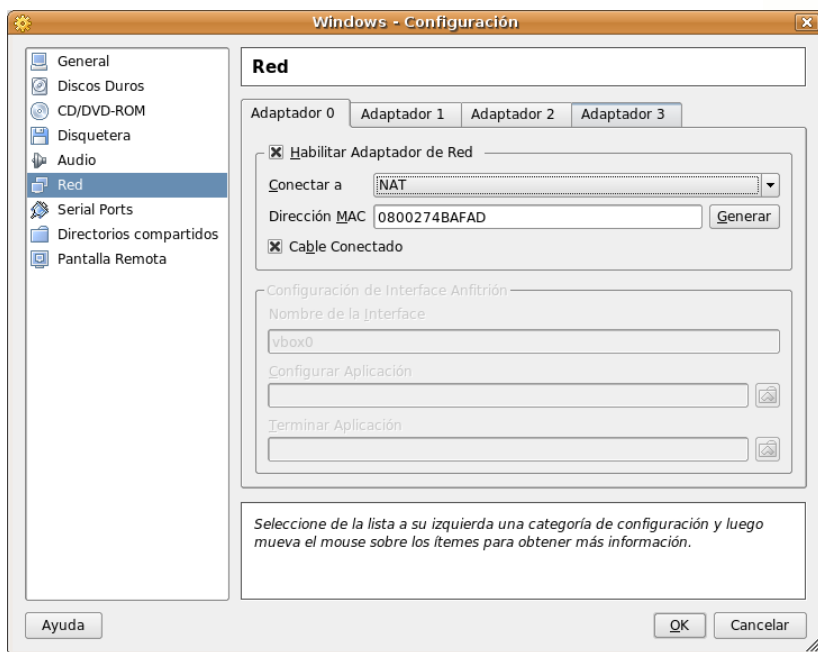 Windows - Configuración
General
Discos Duros
CD/DVD-ROM
Disquetera
Audio
Red
Serial Ports
Directorios compartidos
Pantalla Remota
Red
Adaptador 0 Adaptador 1 Adaptador 2 Adaptador 3
Habilitar Adaptador de Red
Conectar a NAT
Dirección MAC 0800274BAFAD Generar
Cable Conectado
Configuración de Interface Anfitrión
Nombre de la Interface
vbox0
Configurar Aplicación
Terminar Aplicación
Seleccione de la lista a su izquierda una categoría de configuración y luego
mueva el mouse sobre los ítemes para obtener más información.
Ayuda OK Cancelar